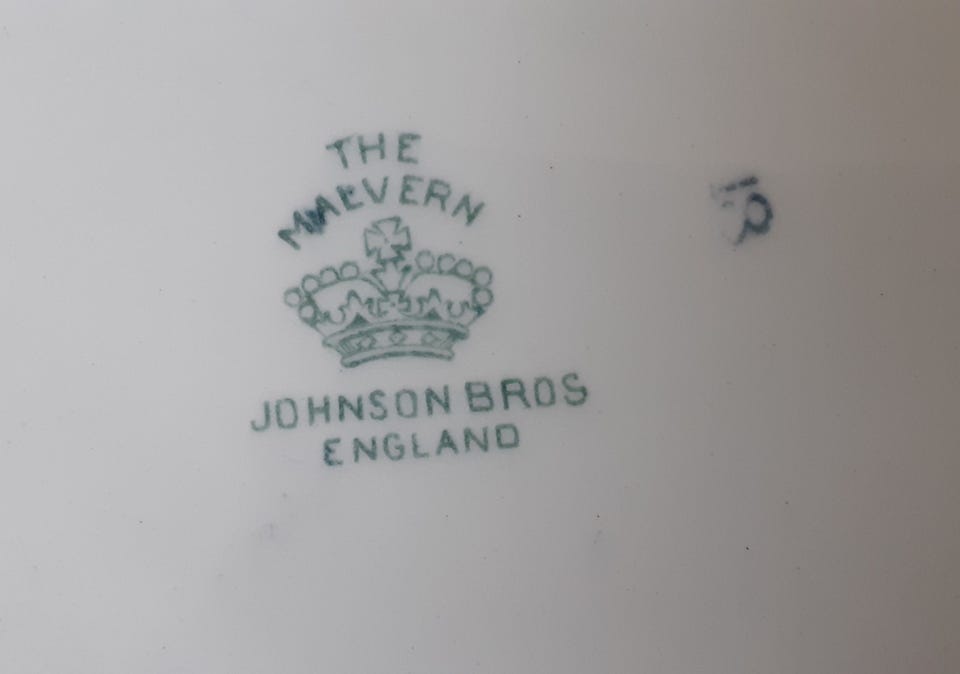 THE
MALVERN
JOHNSON BROS
ENGLAND